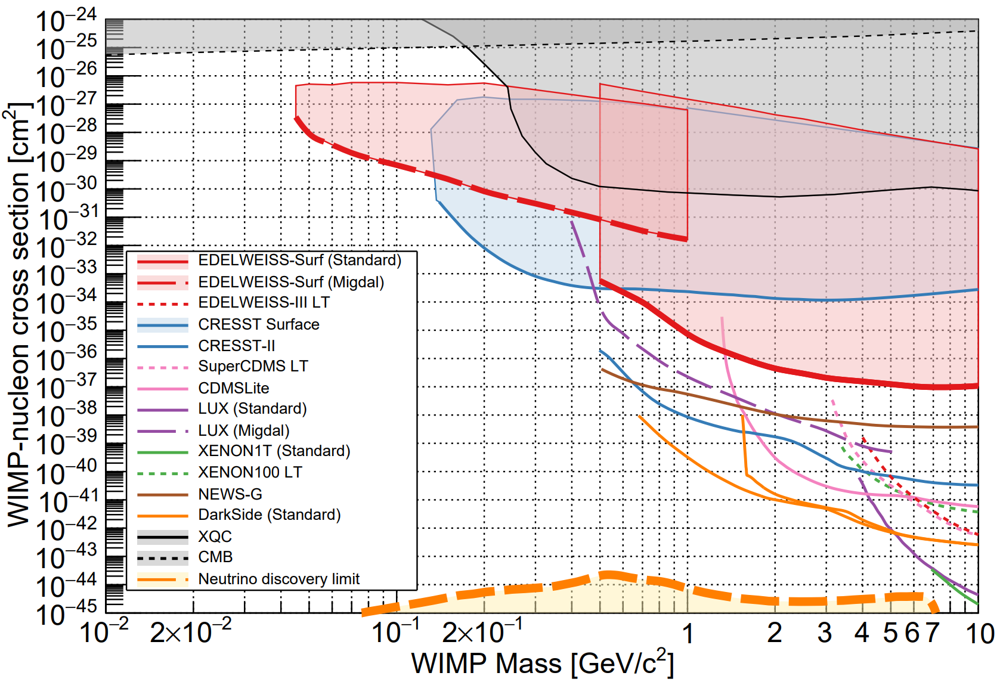 10⁻²⁴
10⁻²⁵
10⁻²⁶
10⁻²⁷
10⁻²⁸
10⁻²⁹
10⁻³⁰
10⁻³¹
10⁻³²
10⁻³³
10⁻³⁴
10⁻³⁵
10⁻³⁶
10⁻³⁷
10⁻³⁸
10⁻³⁹
10⁻⁴⁰
10⁻⁴¹
10⁻⁴²
10⁻⁴³
10⁻⁴⁴
10⁻⁴⁵
WIMP-nucleon cross section [cm²]
EDELWEISS-Surf (Standard)
EDELWEISS-Surf (Migdal)
EDELWEISS-III LT
CRESST Surface
CRESST-II
SuperCDMS LT
CDMSLite
LUX (Standard)
LUX (Migdal)
XENON1T (Standard)
XENON100 LT
NEWS-G
DarkSide (Standard)
XQC
CMB
Neutrino discovery limit
10⁻² 2×10⁻² 10⁻¹ 2×10⁻¹ 1 2 3 4 5 6 7 10
WIMP Mass [GeV/c²]